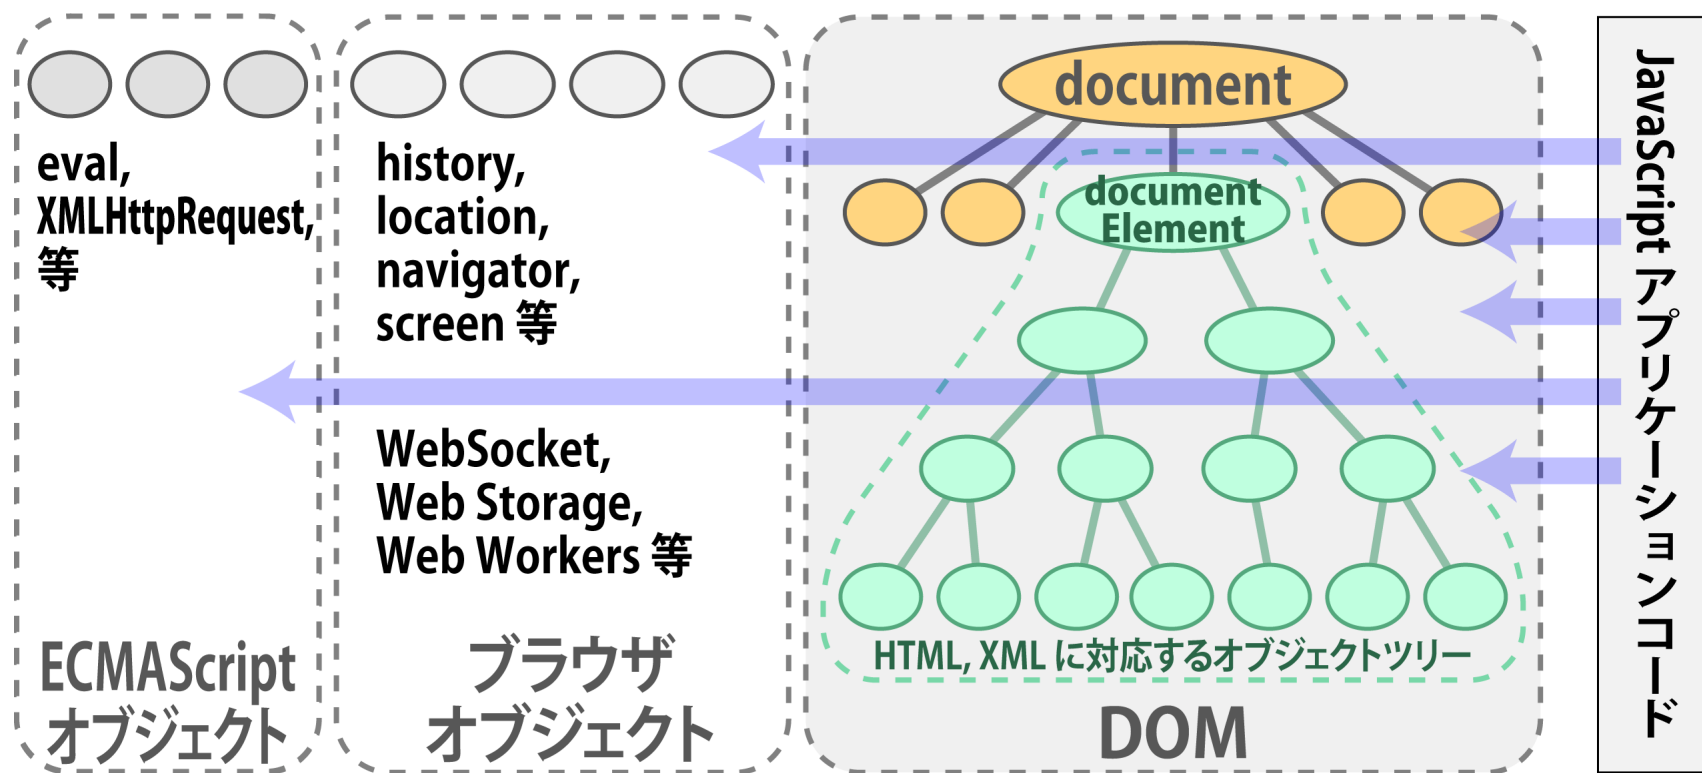 eval,
XMLHttpRequest,
等
ECMAScript
オブジェクト
history,
location,
navigator,
screen 等
WebSocket,
Web Storage,
Web Workers 等
ブラウザ
オブジェクト
document
document
Element
HTML, XML に対応するオブジェクトツリー
DOM
JavaScript アプリケーションコード